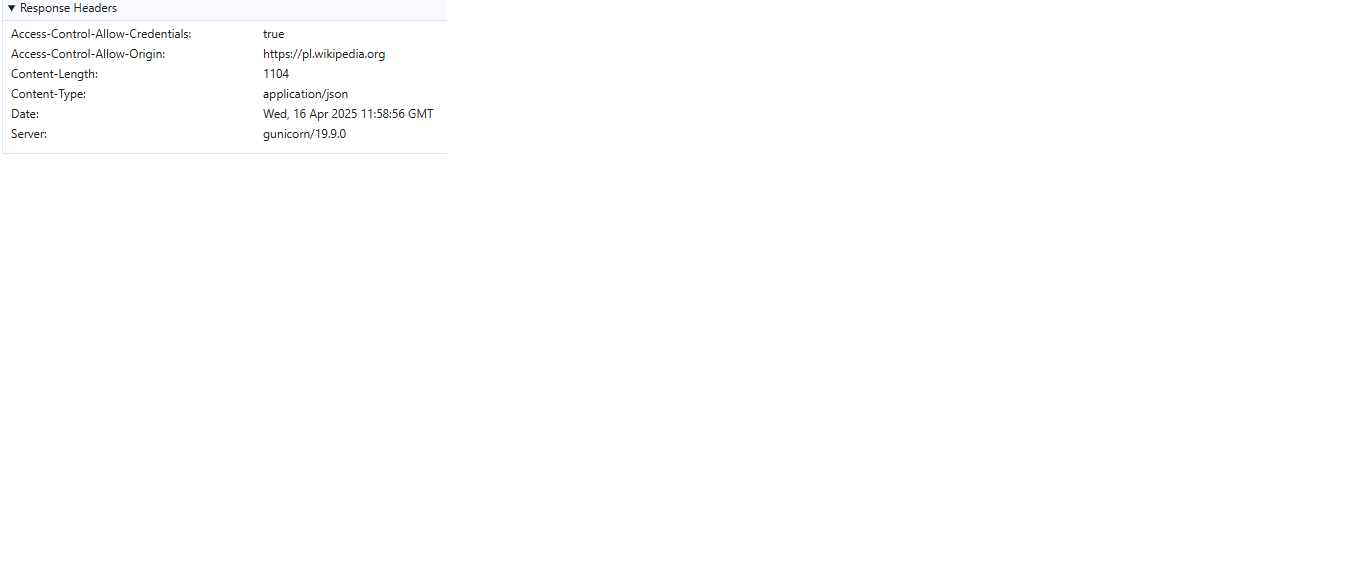 ▼ Response Headers
Access-Control-Allow-Credentials: true
Access-Control-Allow-Origin: https://pl.wikipedia.org
Content-Length: 1104
Content-Type: application/json
Date: Wed, 16 Apr 2025 11:58:56 GMT
Server: gunicorn/19.9.0